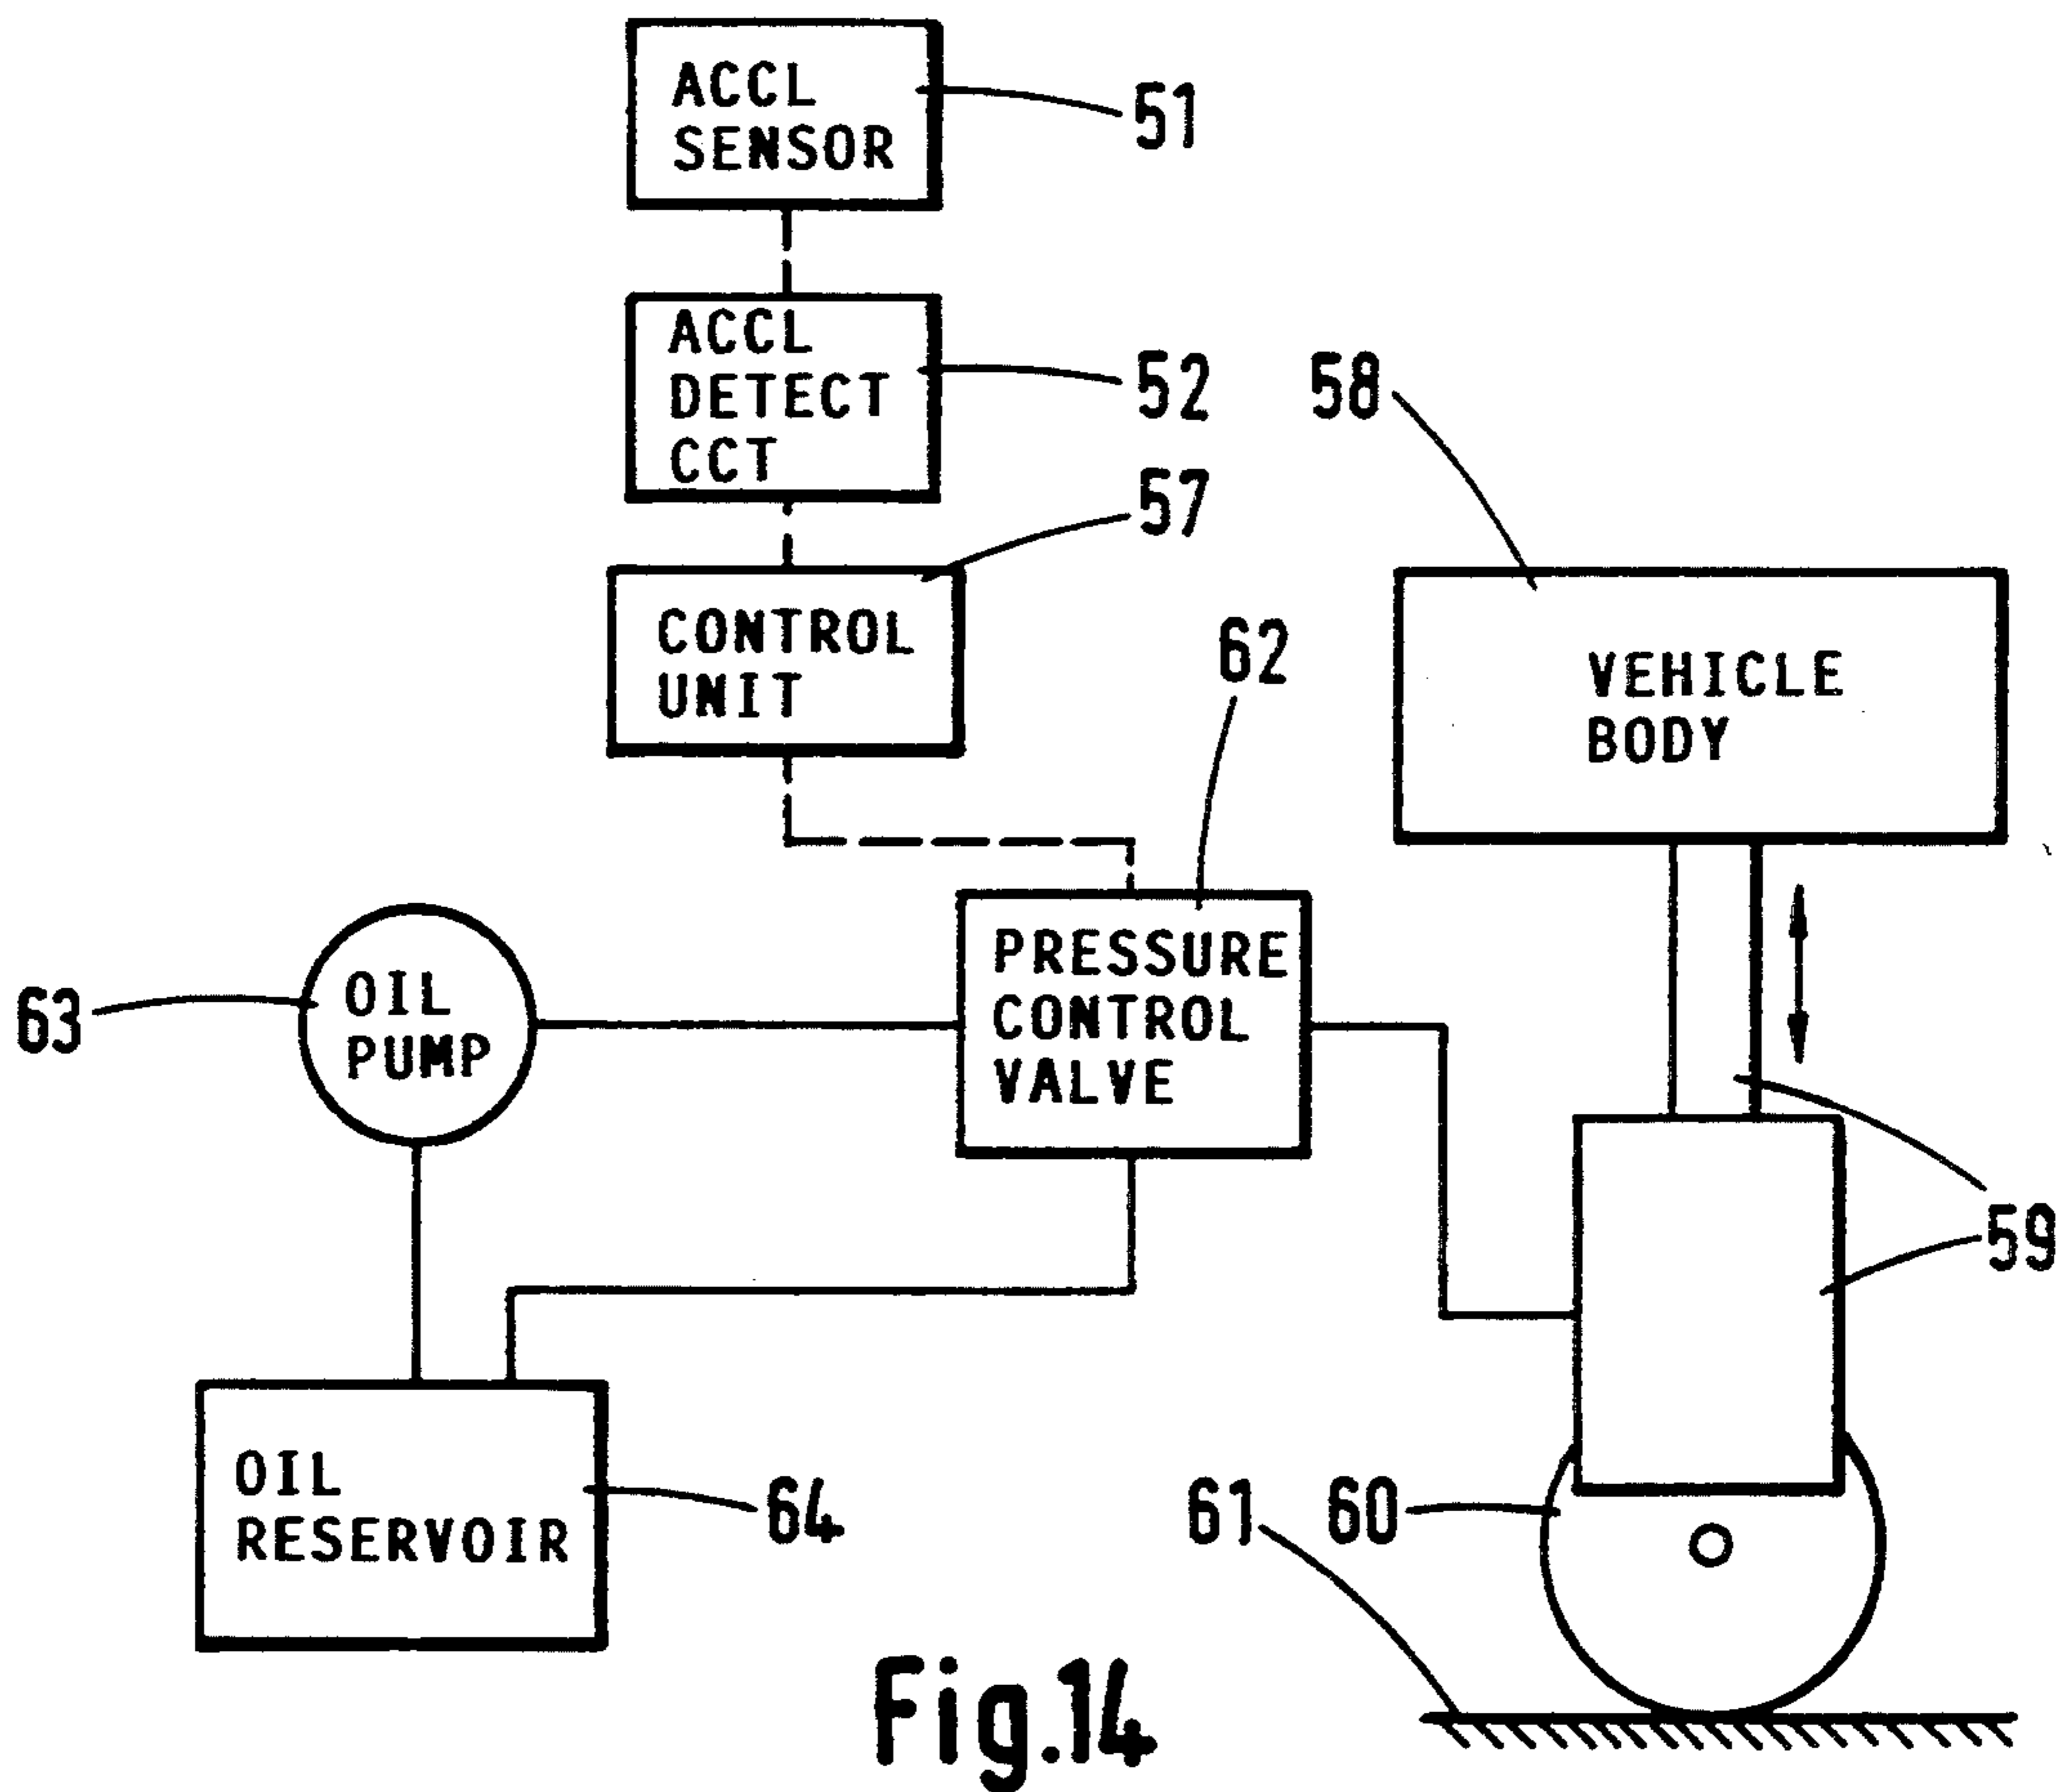 ACCL
SENSOR
51
ACCL
DETECT
CCT
52
58
57
CONTROL
UNIT
62
VEHICLE
BODY
63
OIL
PUMP
PRESSURE
CONTROL
VALVE
59
OIL
RESERVOIR
64
61
60
Fig.14